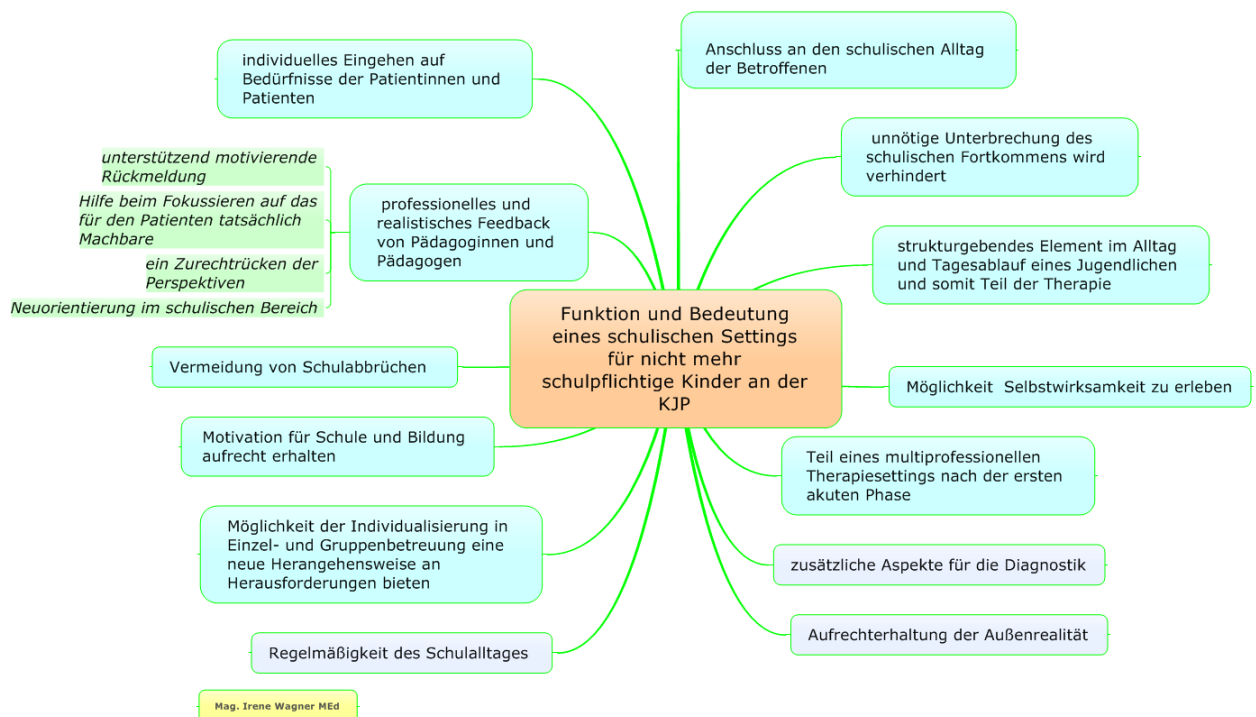 individuelles Eingehen auf
Bedürfnisse der Patientinnen und
Patienten
unterstützend motivierende
Rückmeldung
Hilfe beim Fokussieren auf das
für den Patienten tatsächlich
Machbare
ein Zurechtrücken der
Perspektiven
Neuorientierung im schulischen Bereich
professionelles und
realistisches Feedback
von Pädagoginnen und
Pädagogen
Vermeidung von Schulabbrüchen
Motivation für Schule und Bildung
aufrecht erhalten
Möglichkeit der Individualisierung in
Einzel- und Gruppenbetreuung eine
neue Herangehensweise an
Herausforderungen bieten
Regelmäßigkeit des Schulalltages
Mag. Irene Wagner MEd
Funktion und Bedeutung
eines schulischen Settings
für nicht mehr
schulpflichtige Kinder an der
KJP
Anschluss an den schulischen Alltag
der Betroffenen
unnötige Unterbrechung des
schulischen Fortkommens wird
verhindert
strukturgebendes Element im Alltag
und Tagesablauf eines Jugendlichen
und somit Teil der Therapie
Möglichkeit Selbstwirksamkeit zu erleben
Teil eines multiprofessionellen
Therapiesettings nach der ersten
akuten Phase
zusätzliche Aspekte für die Diagnostik
Aufrechterhaltung der Außenrealität